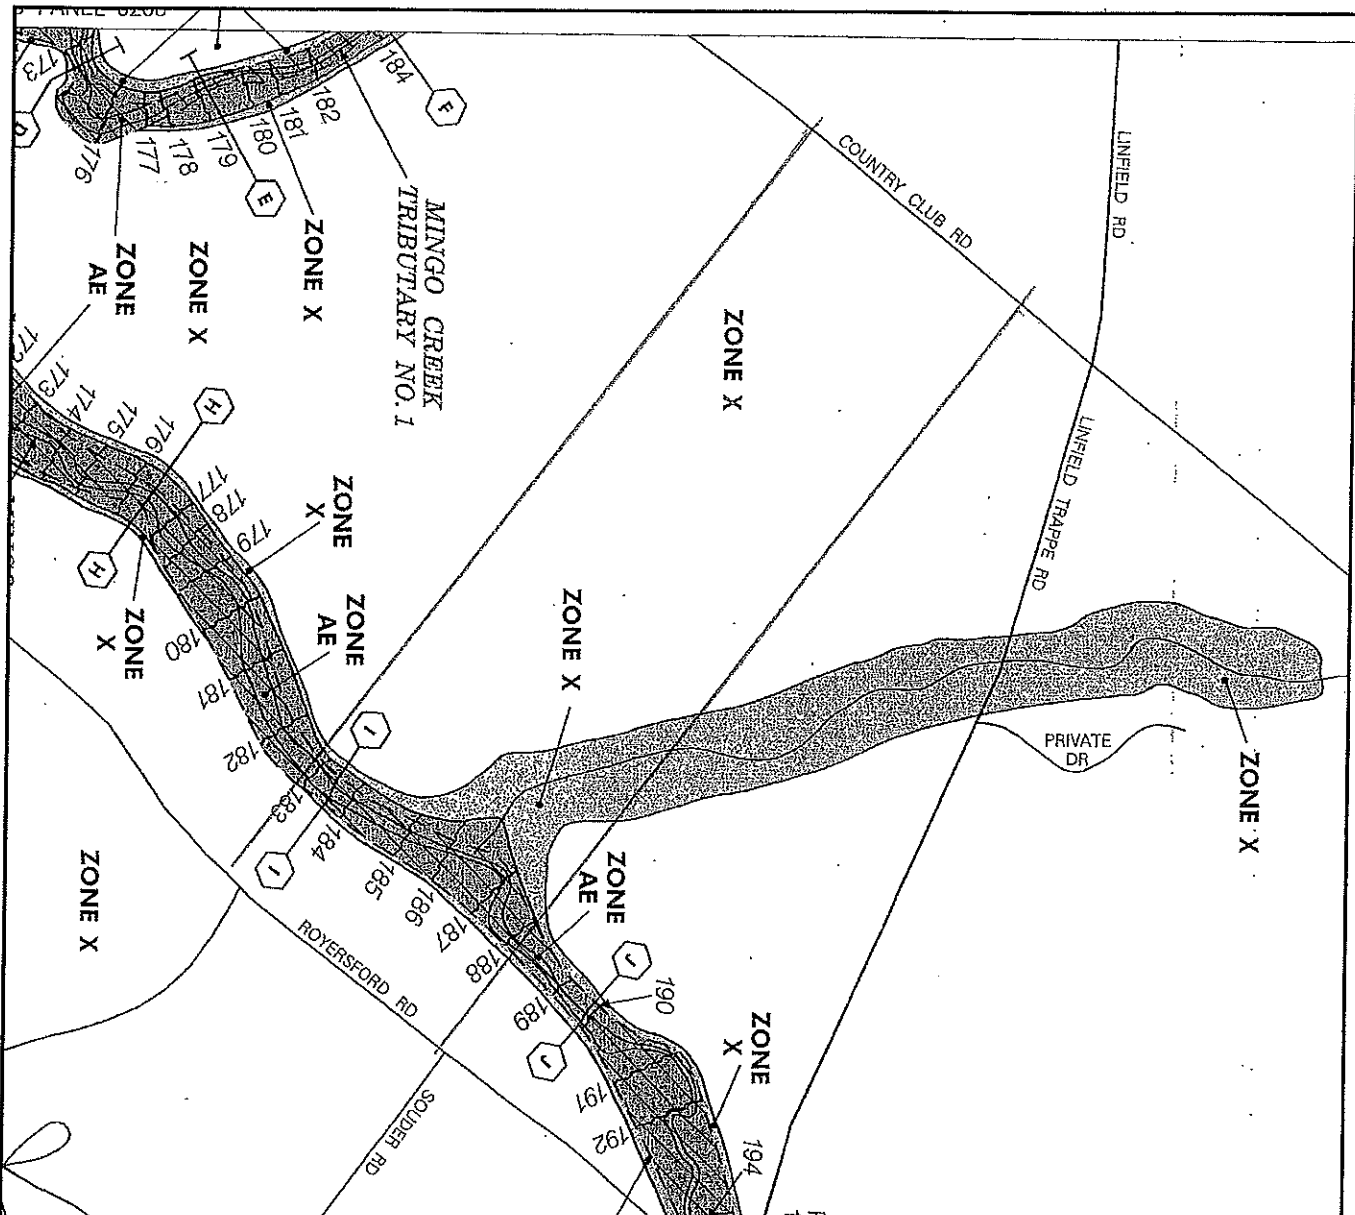 PANEL 0208
173
D
176
177
178
179
180
181
182
184
F
E
MINGO CREEK
TRIBUTARY NO. 1
ZONE X
ZONE X
ZONE
AE
COUNTRY CLUB RD
LINFIELD RD
LINFIELD TRAPPE RD
ZONE X
172
173
174
175
176
177
178
179
H
H
ZONE
X
ZONE
AE
ZONE
X
180
181
182
183
184
185
186
187
188
189
190
191
192
194
I
I
ZONE X
PRIVATE
DR
ZONE X
ZONE
AE
J
J
ZONE
X
ZONE X
ROYERSFORD RD
SOUDER RD